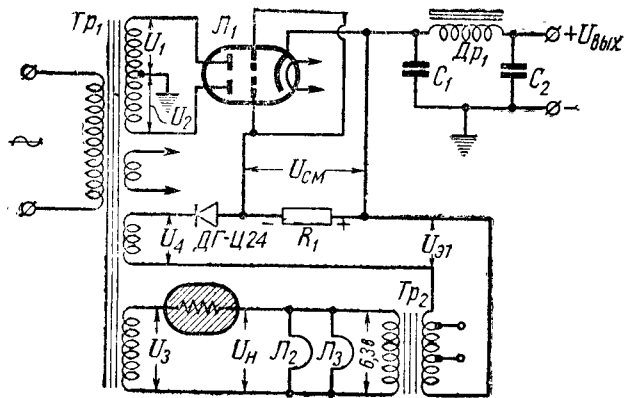 Тр₁
U₁
Л₁
U₂
Др₁
+Uвых
C₁
C₂
−
Uсм
U₄
ДГ-Ц24
−
R₁
+
Uэт
Тр₂
U₃
Uн
Л₂
Л₃
6,3в